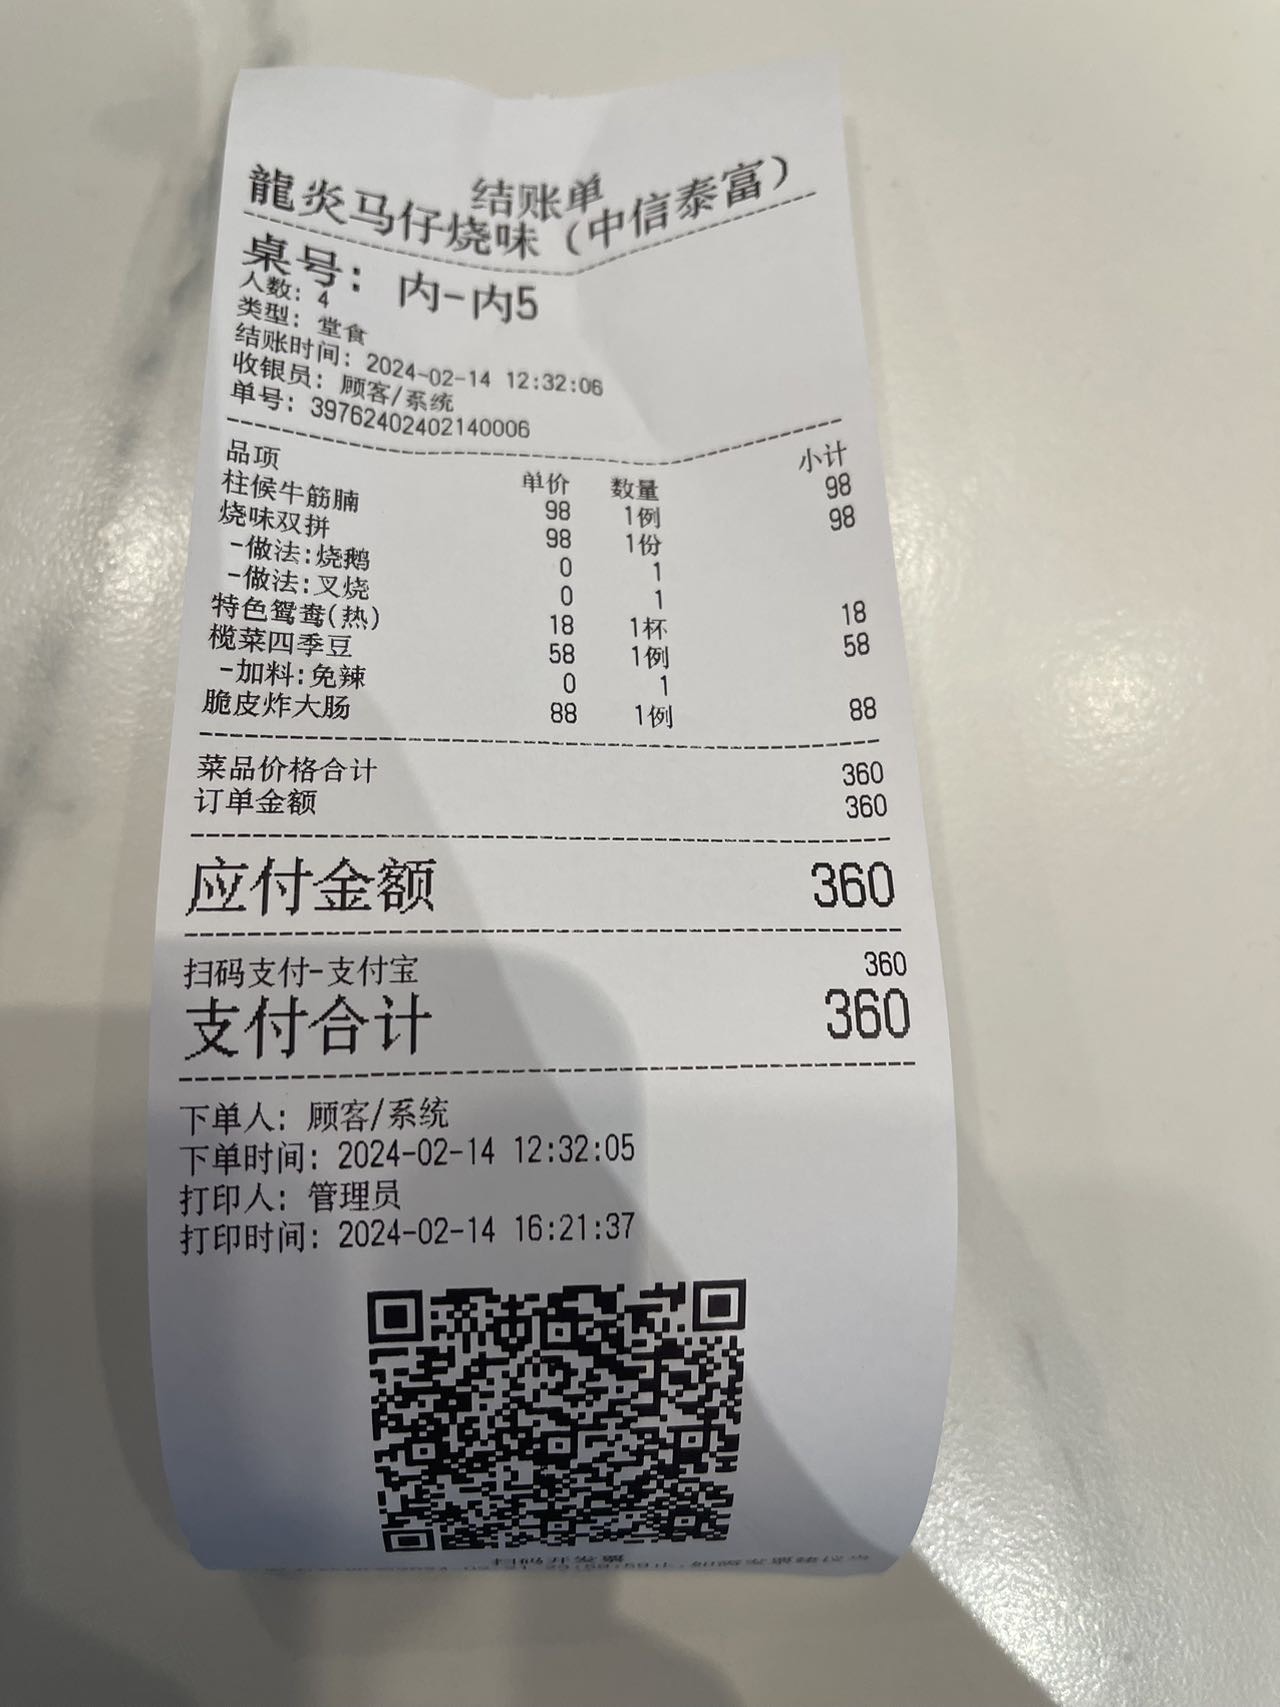 结账单
龍炎马仔烧味（中信泰富）
桌号： 内-内5
人数： 4
类型： 堂食
结账时间： 2024-02-14 12:32:06
收银员： 顾客/系统
单号： 39762402402140006
品项 单价 数量 小计
柱候牛筋腩 98 1例 98
烧味双拼 98 1份 98
-做法:烧鹅 0 1
-做法:叉烧 0 1
特色鸳鸯(热) 18 1杯 18
榄菜四季豆 58 1例 58
-加料:免辣 0 1
脆皮炸大肠 88 1例 88
菜品价格合计 360
订单金额 360
应付金额 360
扫码支付-支付宝 360
支付合计 360
下单人： 顾客/系统
下单时间： 2024-02-14 12:32:05
打印人： 管理员
打印时间： 2024-02-14 16:21:37
扫码开发票